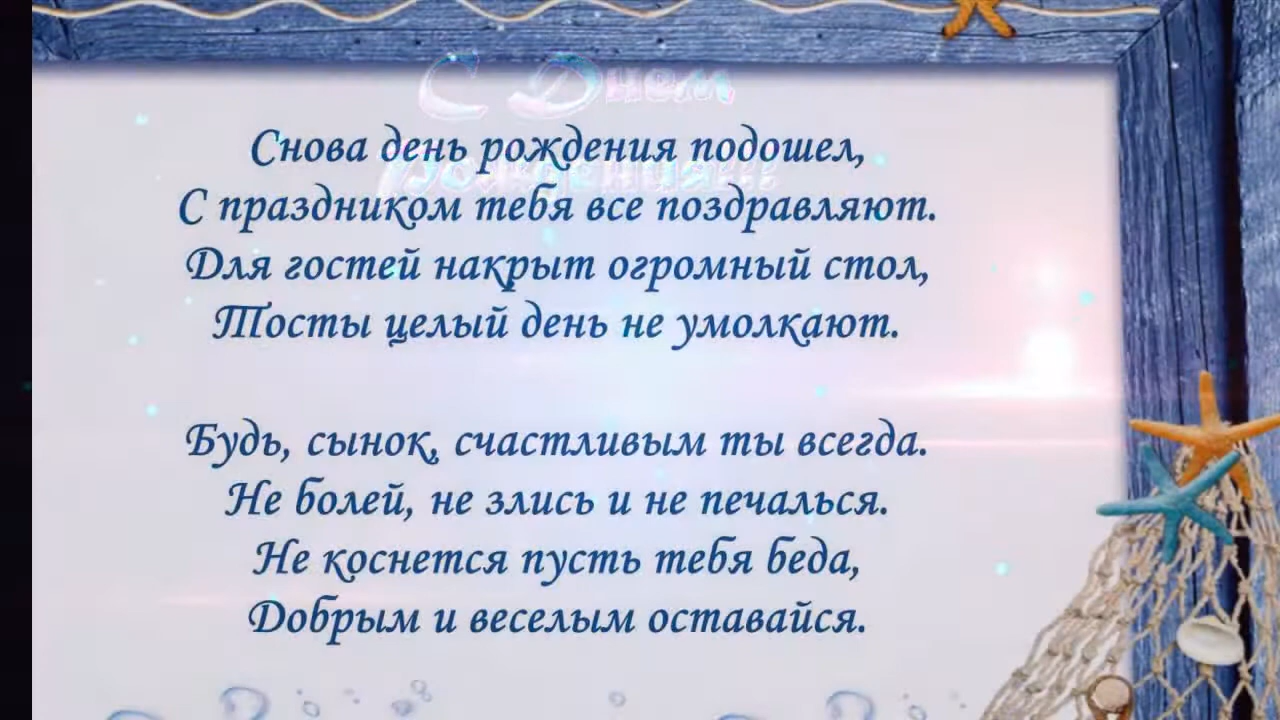 С Днем
Рождения!!!
Снова день рождения подошел,
С праздником тебя все поздравляют.
Для гостей накрыт огромный стол,
Тосты целый день не умолкают.
Будь, сынок, счастливым ты всегда.
Не болей, не злись и не печалься.
Не коснется пусть тебя беда,
Добрым и веселым оставайся.